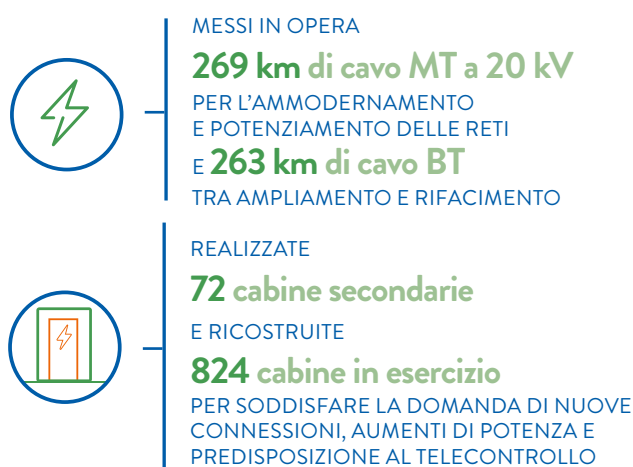 MESSI IN OPERA
269 km di cavo MT a 20 kV
PER L'AMMODERNAMENTO
E POTENZIAMENTO DELLE RETI
E 263 km di cavo BT
TRA AMPLIAMENTO E RIFACIMENTO
REALIZZATE
72 cabine secondarie
E RICOSTRUITE
824 cabine in esercizio
PER SODDISFARE LA DOMANDA DI NUOVE
CONNESSIONI, AUMENTI DI POTENZA E
PREDISPOSIZIONE AL TELECONTROLLO